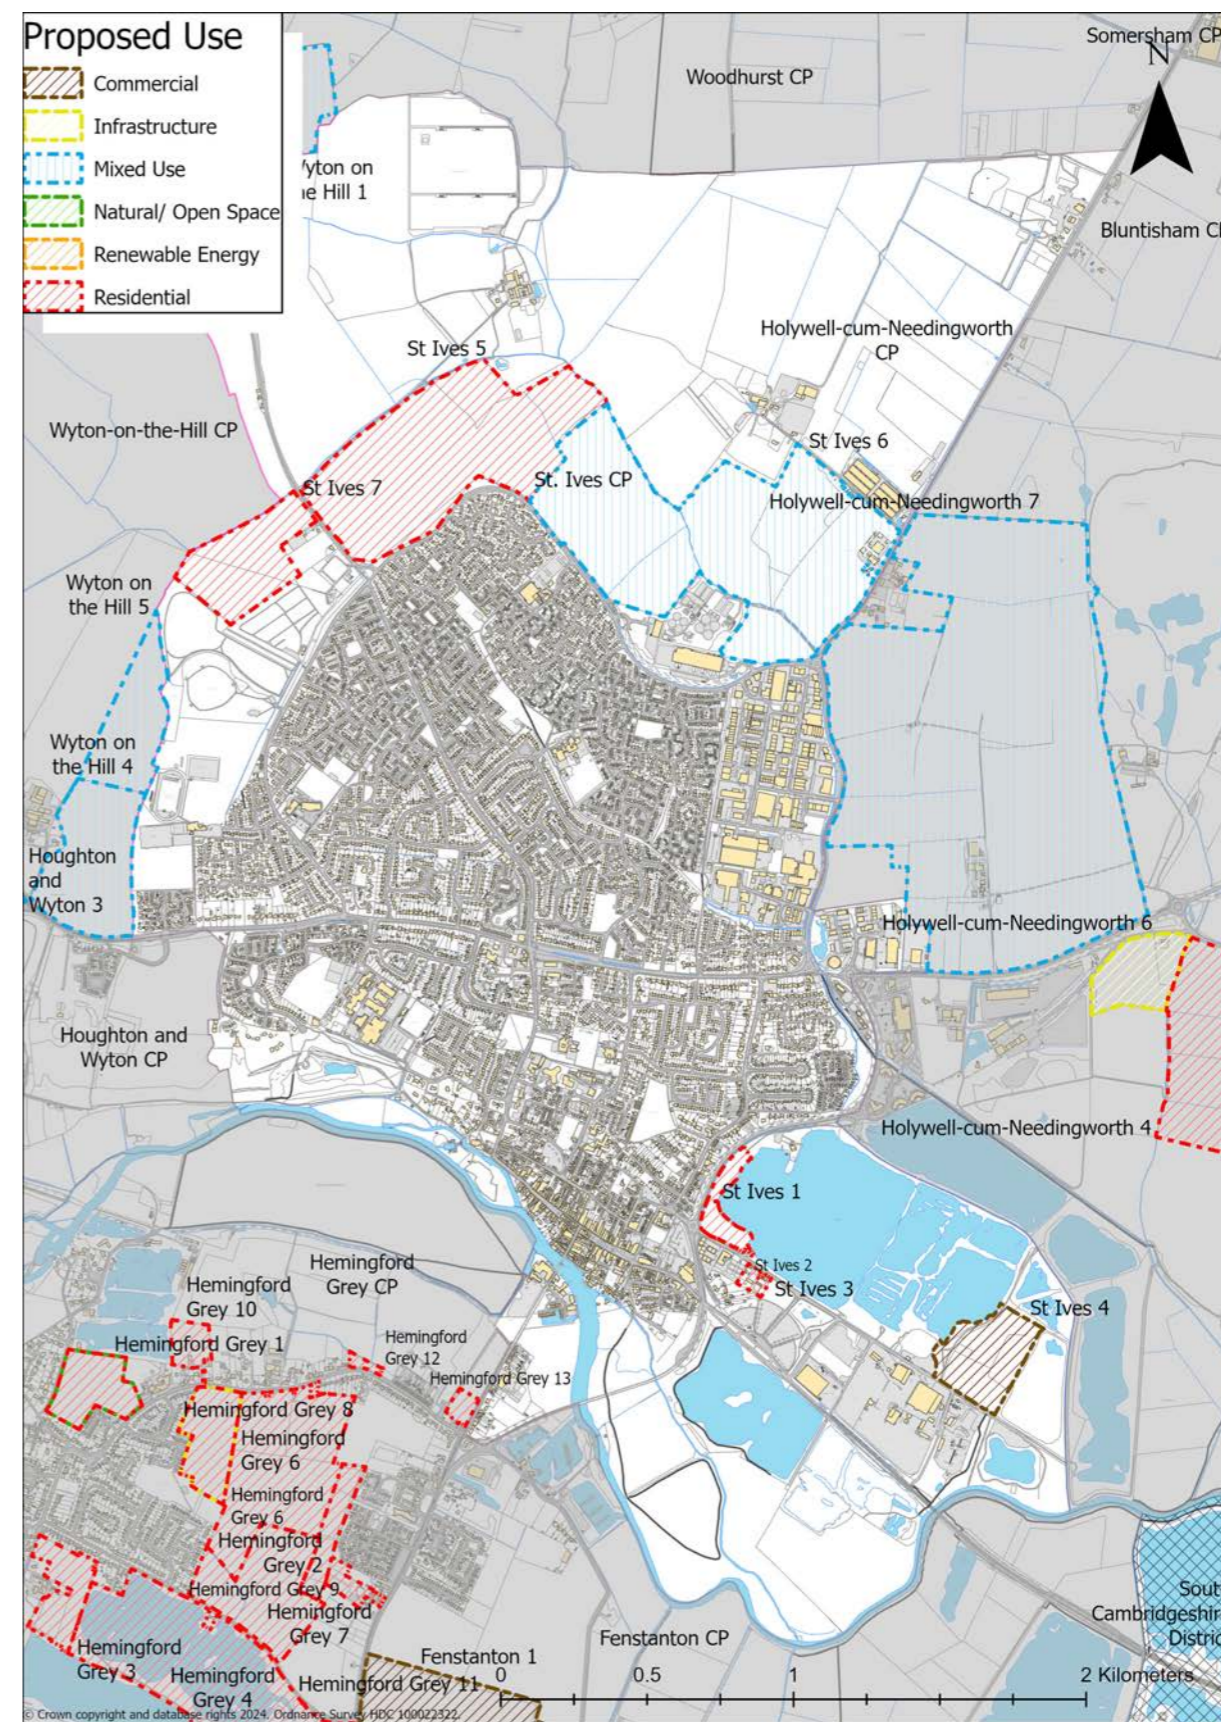 Proposed Use
Commercial
Infrastructure
Mixed Use
Natural/ Open Space
Renewable Energy
Residential
Somersham CP
N
Woodhurst CP
yton on
e Hill 1
Bluntisham C
Holywell-cum-Needingworth
CP
St Ives 5
Wyton-on-the-Hill CP
St Ives 6
St Ives 7
St. Ives CP
Holywell-cum-Needingworth 7
Wyton on
the Hill 5
Wyton on
the Hill 4
Houghton
and
Wyton 3
Holywell-cum-Needingworth 6
Houghton and
Wyton CP
Holywell-cum-Needingworth 4
St Ives 1
St Ives 2
St Ives 3
St Ives 4
Hemingford
Grey CP
Hemingford
Grey 10
Hemingford Grey 1
Hemingford
Grey 12
Hemingford Grey 13
Hemingford Grey 8
Hemingford
Grey 6
Hemingford
Grey 6
Hemingford
Grey 2
Hemingford Grey 9
Hemingford
Grey 7
Hemingford
Grey 3
Hemingford
Grey 4
Hemingford Grey 11
Fenstanton 1
Fenstanton CP
Sout
Cambridgeshir
Distric
0 0.5 1 2 Kilometers
© Crown copyright and database rights 2024. Ordnance Survey HDC 100022322.